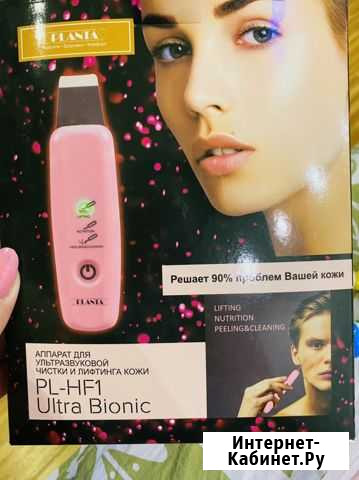 PLANTA
Решает 90% проблем Вашей кожи
LIFTING
NUTRITION
PEELING&CLEANING
PLANTA
АППАРАТ ДЛЯ
УЛЬТРАЗВУКОВОЙ
ЧИСТКИ И ЛИФТИНГА КОЖИ
PL-HF1
Ultra Bionic
Интернет-
Кабинет.Ру